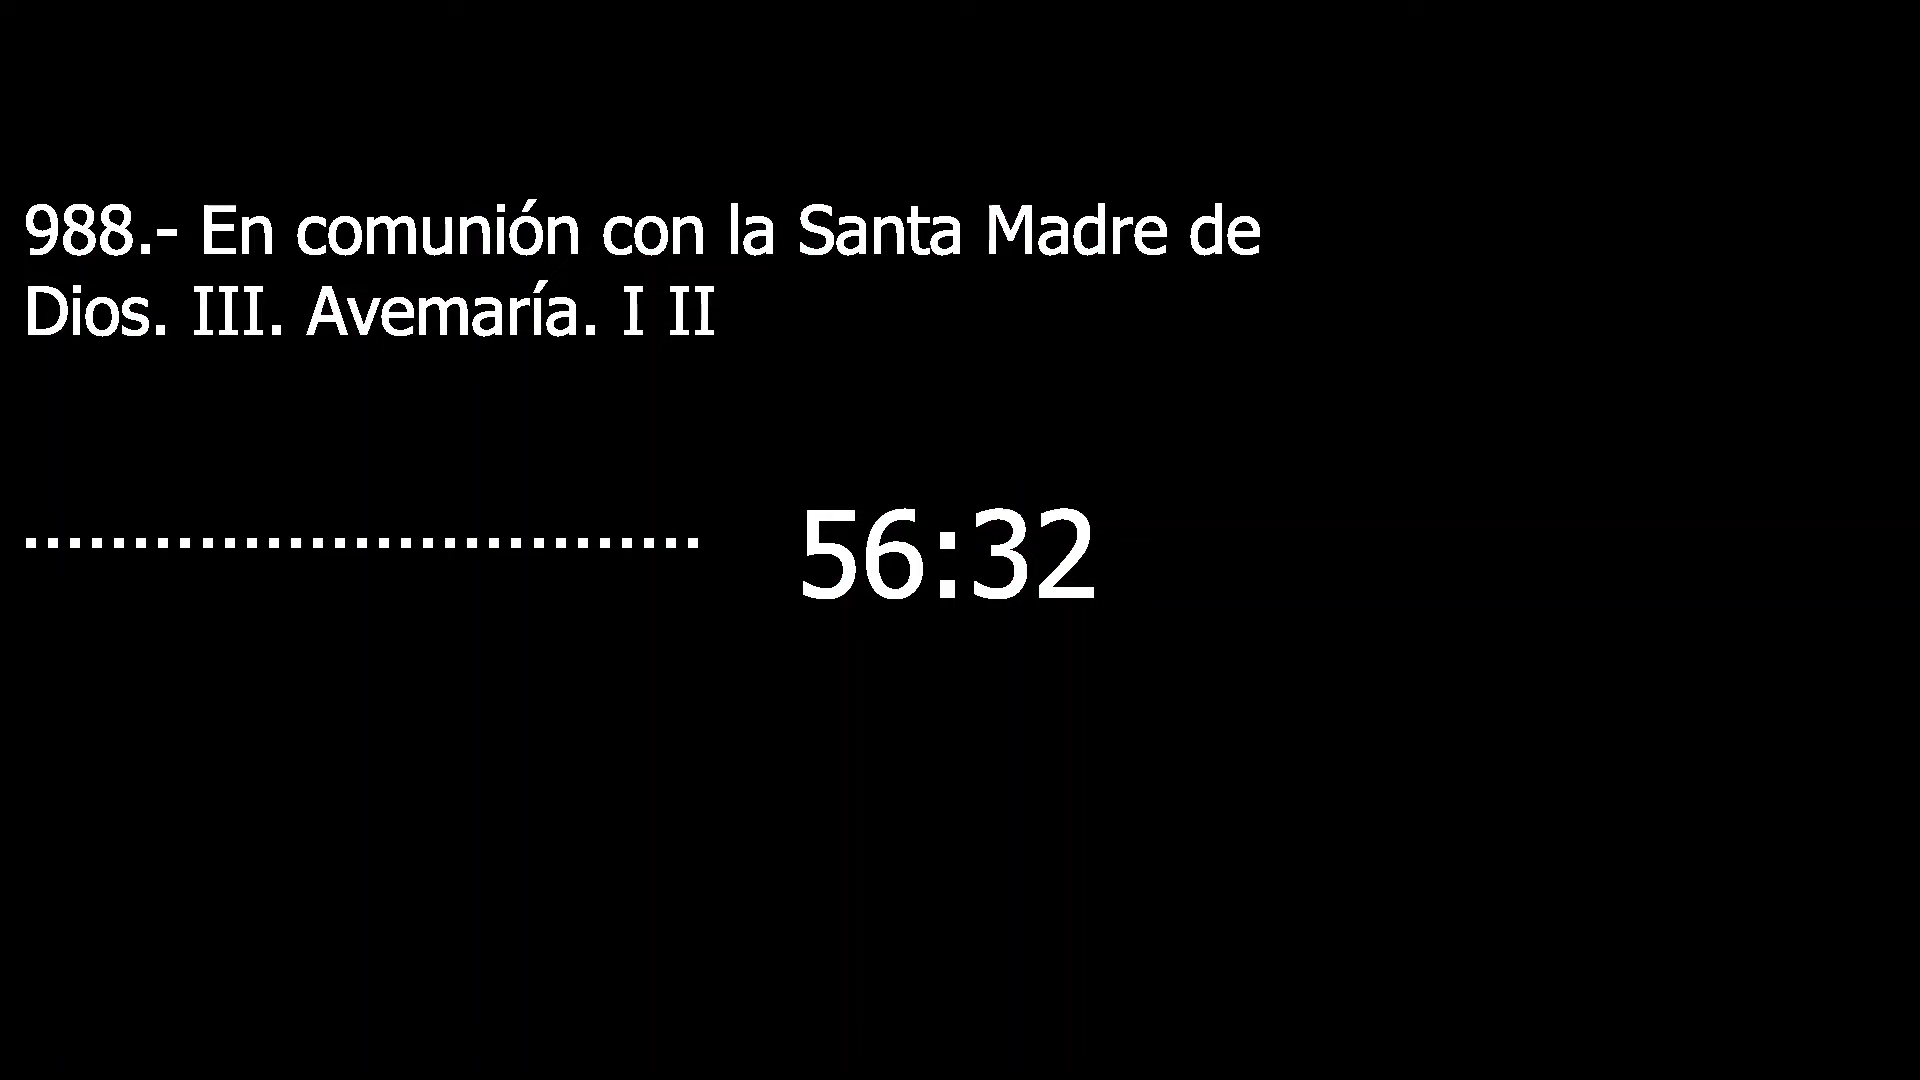 988.- En comunión con la Santa Madre de
Dios. III. Avemaría. I II
............................... 56:32